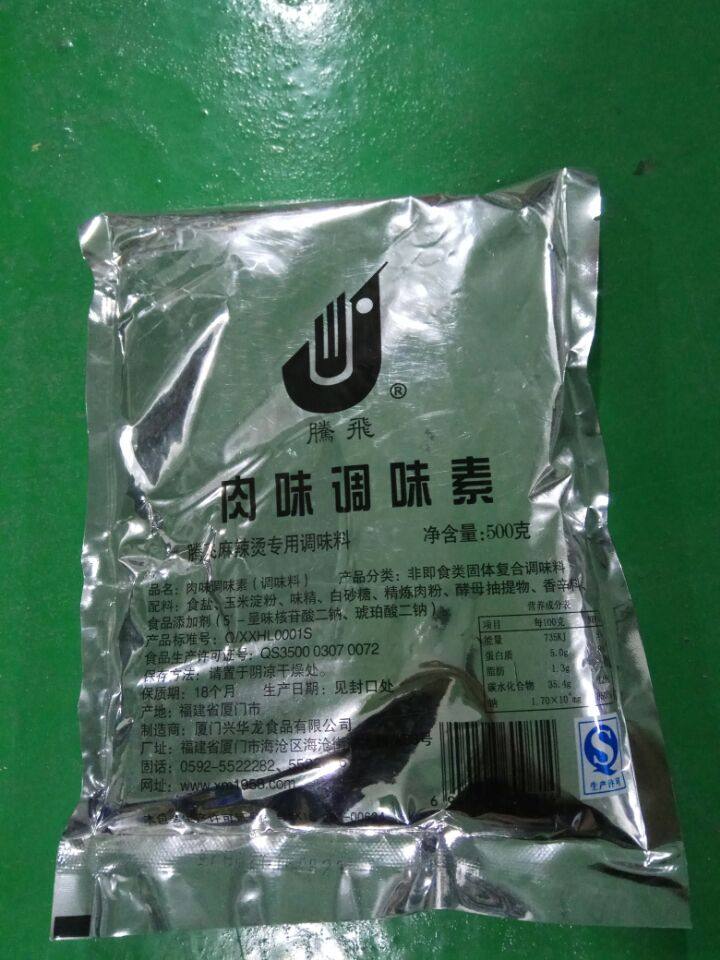 ®
騰飛
肉味调味素
麻辣烫专用调味料 净含量:500克
品名:肉味调味素(调味料) 产品分类:非即食类固体复合调味料
配料:食盐、玉米淀粉、味精、白砂糖、精炼肉粉、酵母抽提物、香辛料
食品添加剂(5'-呈味核苷酸二钠、琥珀酸二钠)
产品标准号:Q/XXHL0001S
食品生产许可证号:QS3500 0307 0072
保存方法:请置于阴凉干燥处。
保质期:18个月 生产日期:见封口处
产地:福建省厦门市
制造商:厦门兴华龙食品有限公司
厂址:福建省厦门市海沧区海沧街 号
固话:0592-5522282、
网址:www.xm1958.com
营养成分表
项目 每100克
能量 735KJ
蛋白质 5.0g
脂肪 1.3g
碳水化合物 35.4g
钠
生产许可
6